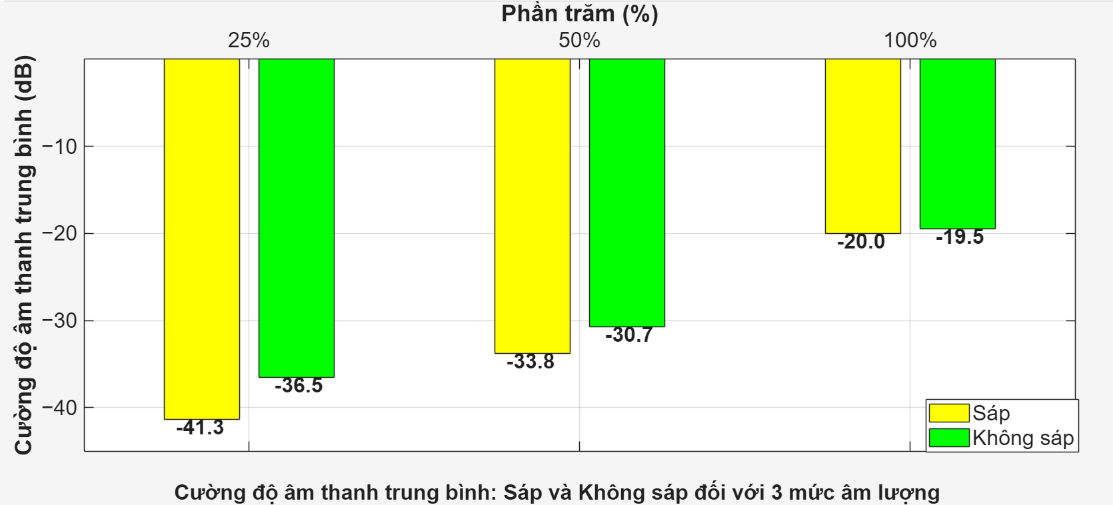 Phần trăm (%)
25%
50%
100%
Cường độ âm thanh trung bình (dB)
−10
−20
−30
−40
-41.3
-36.5
-33.8
-30.7
-20.0
-19.5
Sáp
Không sáp
Cường độ âm thanh trung bình: Sáp và Không sáp đối với 3 mức âm lượng